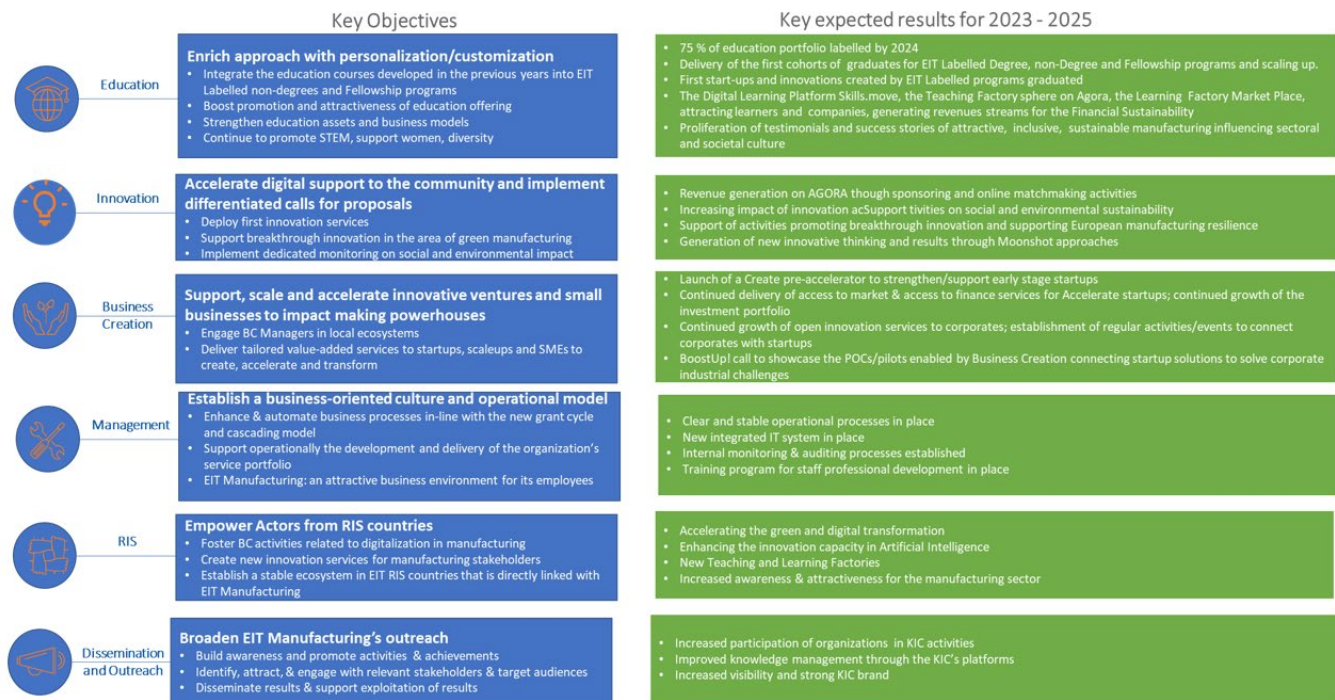 Key Objectives
Key expected results for 2023 - 2025
Education
Enrich approach with personalization/customization
• Integrate the education courses developed in the previous years into EIT
Labelled non-degrees and Fellowship programs
• Boost promotion and attractiveness of education offering
• Strengthen education assets and business models
• Continue to promote STEM, support women, diversity
• 75 % of education portfolio labelled by 2024
• Delivery of the first cohorts of graduates for EIT Labelled Degree, non-Degree and Fellowship programs and scaling up.
• First start-ups and innovations created by EIT Labelled programs graduated
• The Digital Learning Platform Skills.move, the Teaching Factory sphere on Agora, the Learning Factory Market Place,
attracting learners and companies, generating revenues streams for the Financial Sustainability
• Proliferation of testimonials and success stories of attractive, inclusive, sustainable manufacturing influencing sectoral
and societal culture
Innovation
Accelerate digital support to the community and implement
differentiated calls for proposals
• Deploy first innovation services
• Support breakthrough innovation in the area of green manufacturing
• Implement dedicated monitoring on social and environmental impact
• Revenue generation on AGORA though sponsoring and online matchmaking activities
• Increasing impact of innovation acSupport tivities on social and environmental sustainability
• Support of activities promoting breakthrough innovation and supporting European manufacturing resilience
• Generation of new innovative thinking and results through Moonshot approaches
Business
Creation
Support, scale and accelerate innovative ventures and small
businesses to impact making powerhouses
• Engage BC Managers in local ecosystems
• Deliver tailored value-added services to startups, scaleups and SMEs to
create, accelerate and transform
• Launch of a Create pre-accelerator to strengthen/support early stage startups
• Continued delivery of access to market & access to finance services for Accelerate startups; continued growth of the
investment portfolio
• Continued growth of open innovation services to corporates; establishment of regular activities/events to connect
corporates with startups
• BoostUp! call to showcase the POCs/pilots enabled by Business Creation connecting startup solutions to solve corporate
industrial challenges
Management
Establish a business-oriented culture and operational model
• Enhance & automate business processes in-line with the new grant cycle
and cascading model
• Support operationally the development and delivery of the organization's
service portfolio
• EIT Manufacturing: an attractive business environment for its employees
• Clear and stable operational processes in place
• New integrated IT system in place
• Internal monitoring & auditing processes established
• Training program for staff professional development in place
RIS
Empower Actors from RIS countries
• Foster BC activities related to digitalization in manufacturing
• Create new innovation services for manufacturing stakeholders
• Establish a stable ecosystem in EIT RIS countries that is directly linked with
EIT Manufacturing
• Accelerating the green and digital transformation
• Enhancing the innovation capacity in Artificial Intelligence
• New Teaching and Learning Factories
• Increased awareness & attractiveness for the manufacturing sector
Dissemination
and Outreach
Broaden EIT Manufacturing's outreach
• Build awareness and promote activities & achievements
• Identify, attract, & engage with relevant stakeholders & target audiences
• Disseminate results & support exploitation of results
• Increased participation of organizations in KIC activities
• Improved knowledge management through the KIC's platforms
• Increased visibility and strong KIC brand